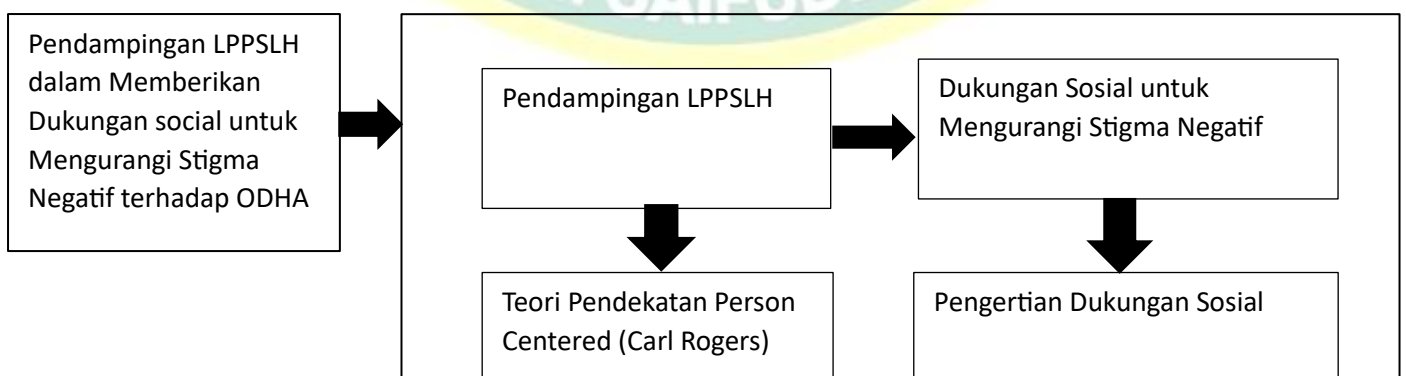 Pendampingan LPPSLH
dalam Memberikan
Dukungan social untuk
Mengurangi Stigma
Negatif terhadap ODHA
Pendampingan LPPSLH
Dukungan Sosial untuk
Mengurangi Stigma Negatif
Teori Pendekatan Person
Centered (Carl Rogers)
Pengertian Dukungan Sosial